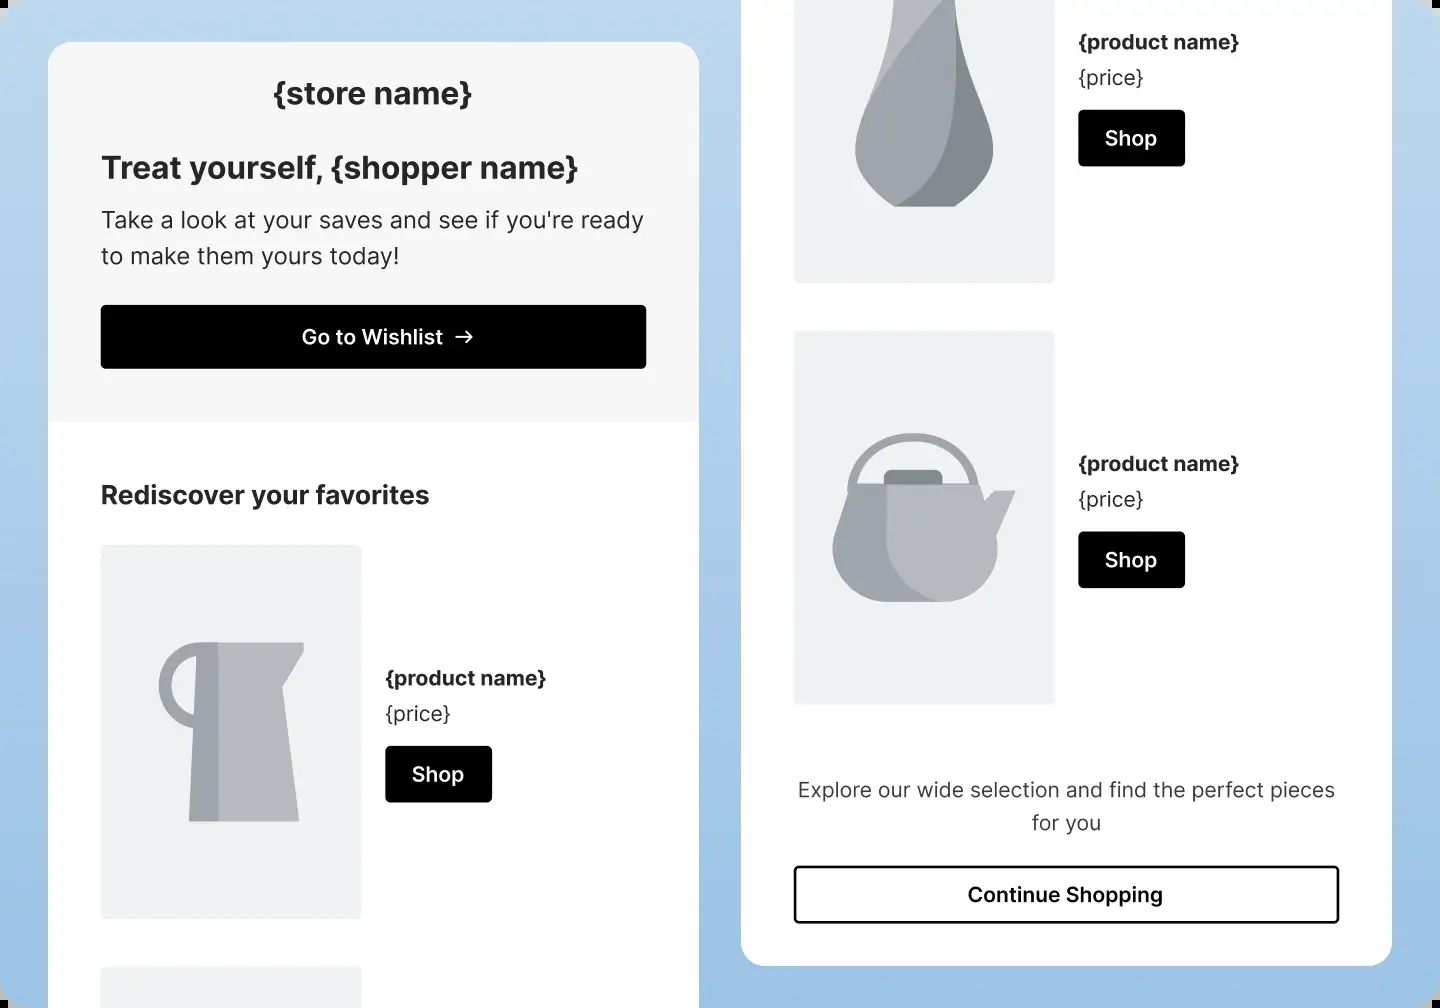 {store name}
Treat yourself, {shopper name}
Take a look at your saves and see if you're ready
to make them yours today!
Go to Wishlist →
Rediscover your favorites
{product name}
{price}
Shop
{product name}
{price}
Shop
{product name}
{price}
Shop
Explore our wide selection and find the perfect pieces
for you
Continue Shopping